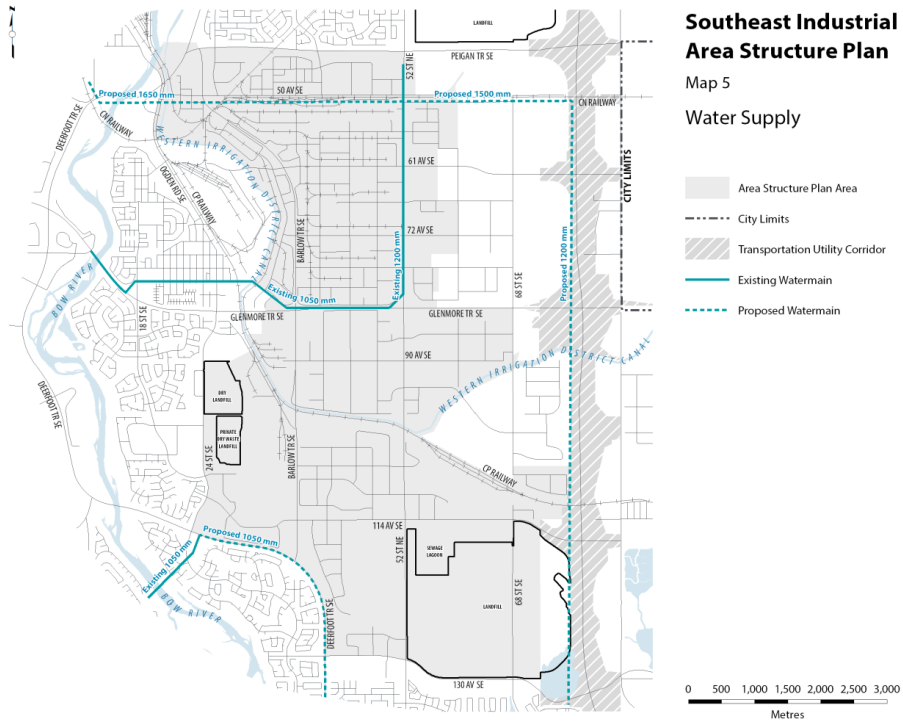 Southeast Industrial
Area Structure Plan
Map 5
Water Supply
Area Structure Plan Area
City Limits
Transportation Utility Corridor
Existing Watermain
Proposed Watermain
0 500 1,000 1,500 2,000 2,500 3,000
Metres
LANDFILL
PEIGAN TR SE
52 ST NE
50 AV SE
Proposed 1650 mm
Proposed 1500 mm
CN RAILWAY
CN RAILWAY
DEERFOOT TR SE
WESTERN IRRIGATION DISTRICT CANAL
OGDEN RD SE
CP RAILWAY
61 AV SE
CITY LIMITS
BARLOW TR SE
72 AV SE
Existing 1200 mm
68 ST SE
Proposed 1200 mm
BOW RIVER
Existing 1050 mm
18 ST SE
GLENMORE TR SE
GLENMORE TR SE
90 AV SE
WESTERN IRRIGATION DISTRICT CANAL
DEERFOOT TR SE
DRY
LANDFILL
PRIVATE
DRY WASTE
LANDFILL
24 ST SE
BARLOW TR SE
CP RAILWAY
114 AV SE
Proposed 1050 mm
Existing 1050 mm
52 ST NE
SEWAGE
LAGOON
LANDFILL
68 ST SE
BOW RIVER
DEERFOOT TR SE
130 AV SE